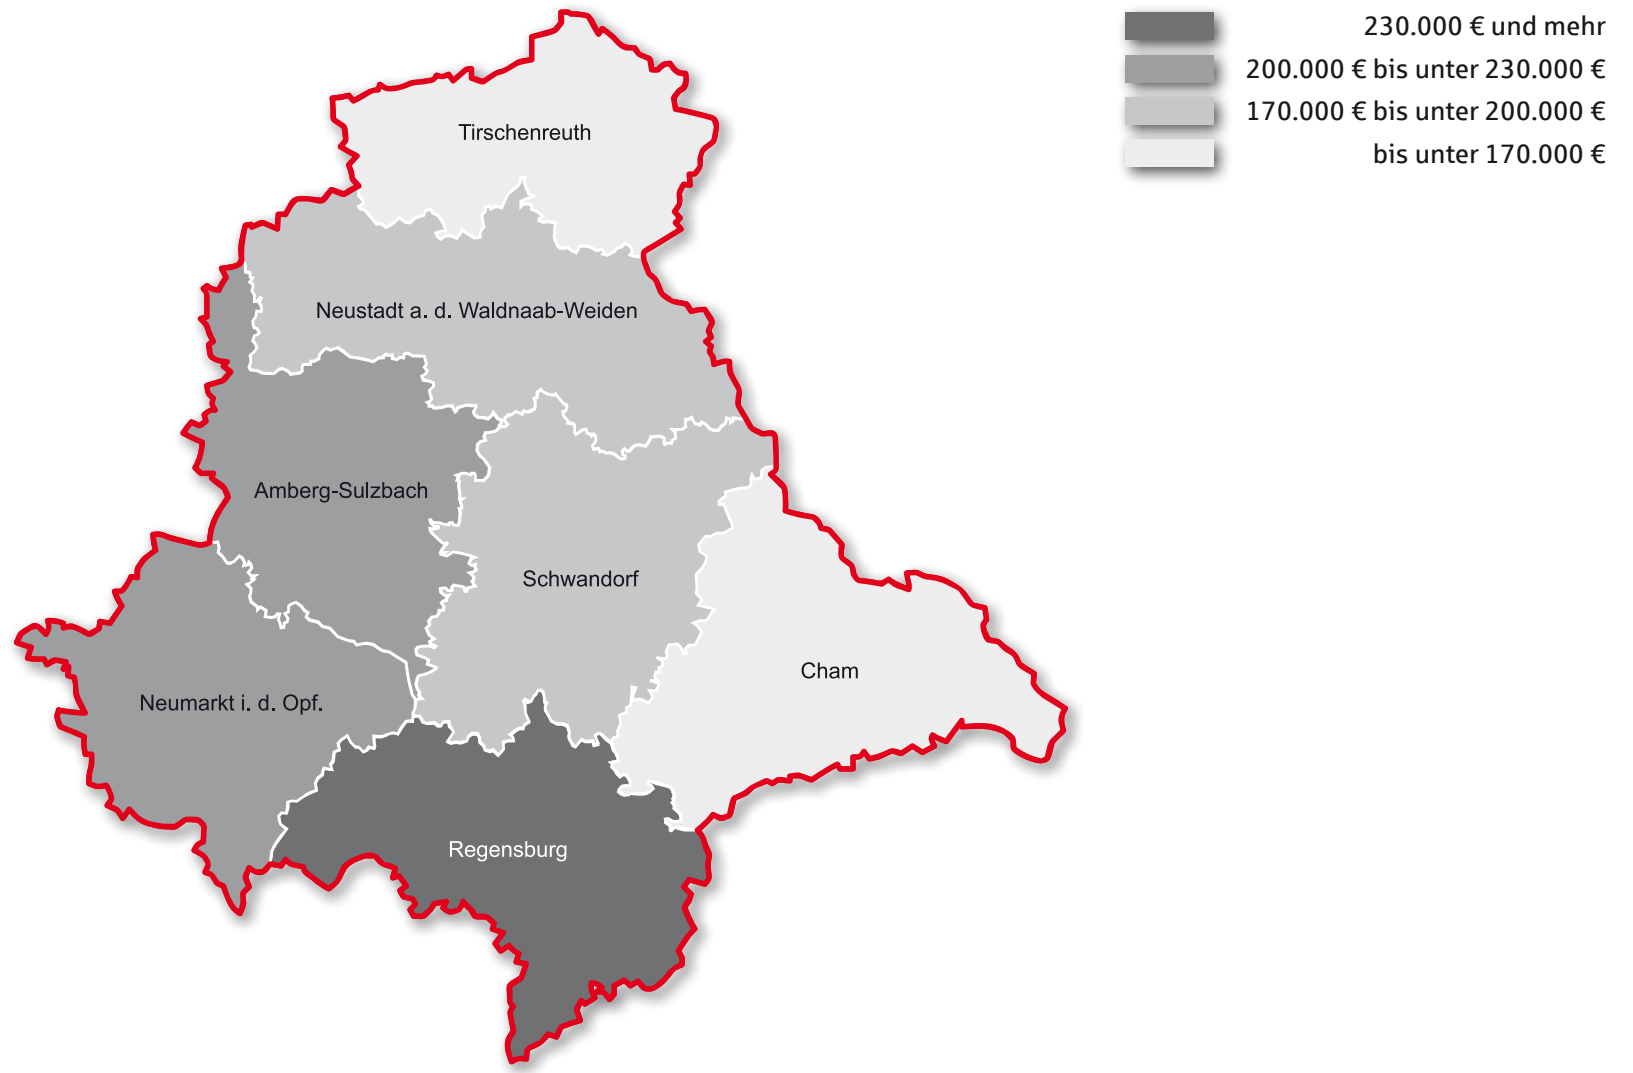 230.000 € und mehr
200.000 € bis unter 230.000 €
170.000 € bis unter 200.000 €
bis unter 170.000 €
Tirschenreuth
Neustadt a. d. Waldnaab-Weiden
Amberg-Sulzbach
Schwandorf
Cham
Neumarkt i. d. Opf.
Regensburg